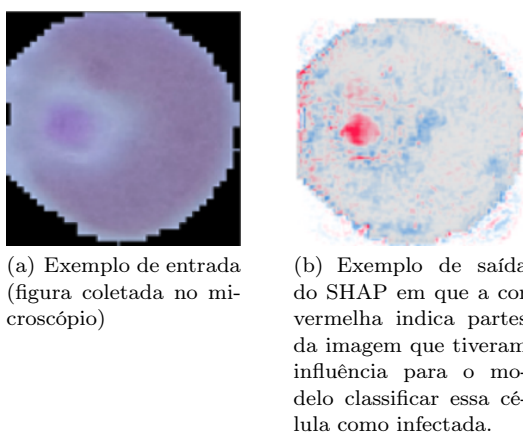 (a) Exemplo de entrada
(figura coletada no mi-
croscópio)
(b) Exemplo de saída
do SHAP em que a cor
vermelha indica partes
da imagem que tiveram
influência para o mo-
delo classificar essa cé-
lula como infectada.